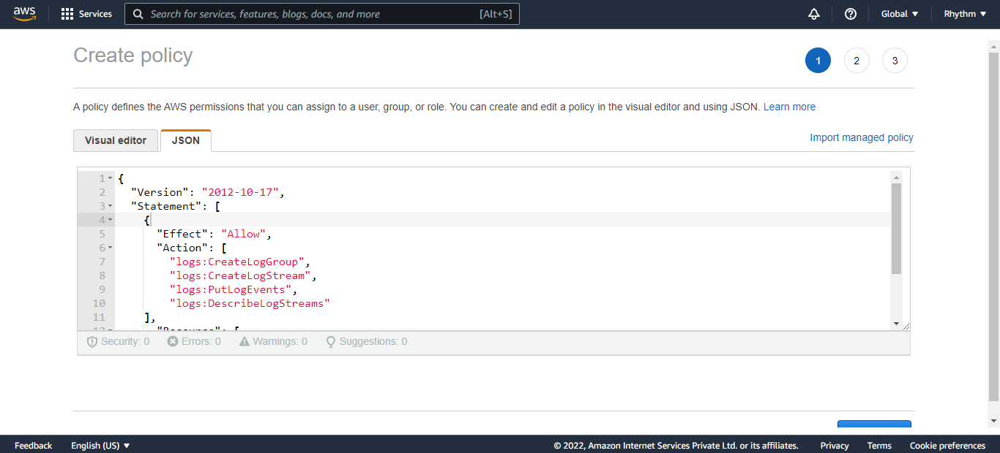 aws Services Search for services, features, blogs, docs, and more [Alt+S] Global Rhythm
Create policy 1 2 3
A policy defines the AWS permissions that you can assign to a user, group, or role. You can create and edit a policy in the visual editor and using JSON. Learn more
Visual editor JSON Import managed policy
1 {
2 "Version": "2012-10-17",
3 "Statement": [
4 {
5 "Effect": "Allow",
6 "Action": [
7 "logs:CreateLogGroup",
8 "logs:CreateLogStream",
9 "logs:PutLogEvents",
10 "logs:DescribeLogStreams"
11 ],
12 "Resource": [
Security: 0 Errors: 0 Warnings: 0 Suggestions: 0
Feedback English (US) © 2022, Amazon Internet Services Private Ltd. or its affiliates. Privacy Terms Cookie preferences